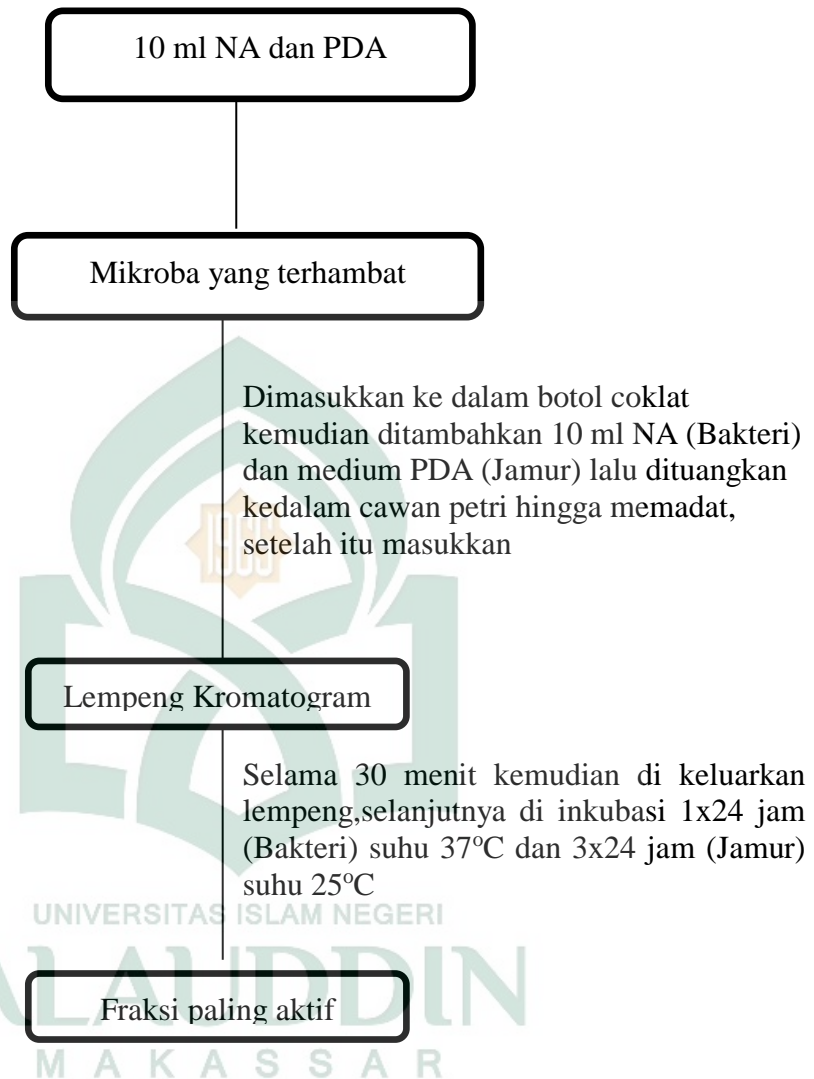 10 ml NA dan PDA
Mikroba yang terhambat
Dimasukkan ke dalam botol coklat
kemudian ditambahkan 10 ml NA (Bakteri)
dan medium PDA (Jamur) lalu dituangkan
kedalam cawan petri hingga memadat,
setelah itu masukkan
1965
Lempeng Kromatogram
Selama 30 menit kemudian di keluarkan
lempeng,selanjutnya di inkubasi 1x24 jam
(Bakteri) suhu 37°C dan 3x24 jam (Jamur)
suhu 25°C
UNIVERSITAS ISLAM NEGERI
ALAUDDIN
Fraksi paling aktif
MAKASSAR